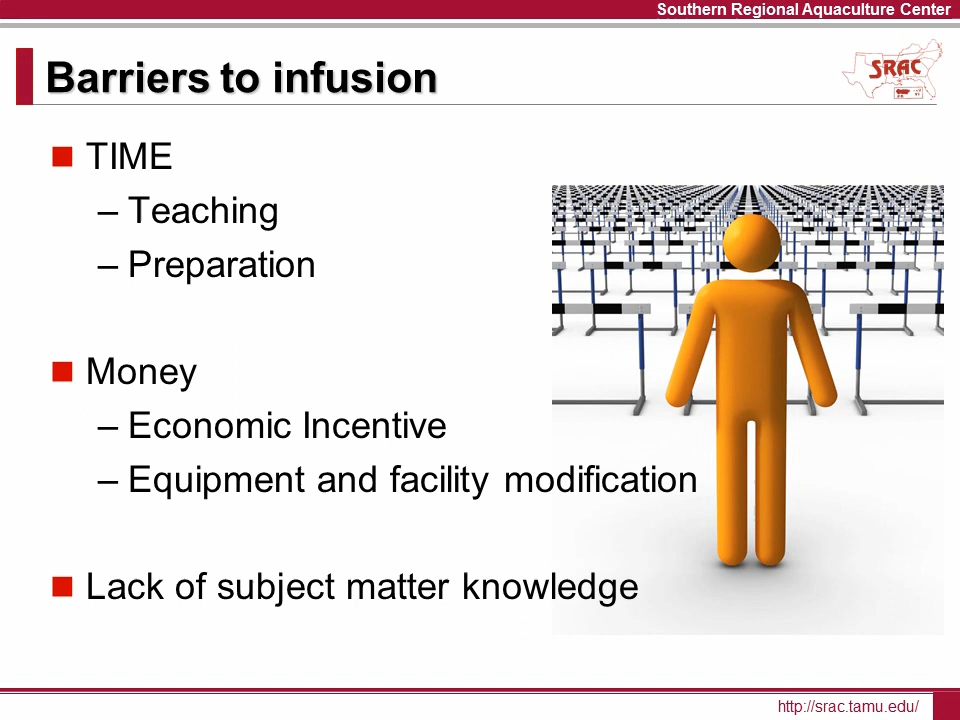 Southern Regional Aquaculture Center
Barriers to infusion
SRAC
TIME
– Teaching
– Preparation
Money
– Economic Incentive
– Equipment and facility modification
Lack of subject matter knowledge
http://srac.tamu.edu/